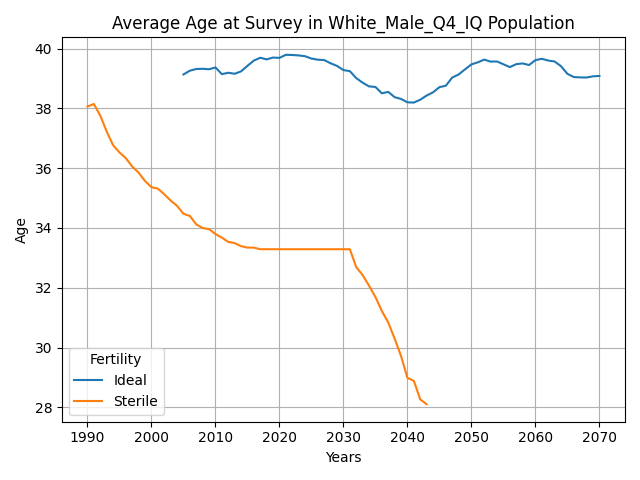 Average Age at Survey in White_Male_Q4_IQ Population
Age
40
38
36
34
32
30
28
Fertility
Ideal
Sterile
1990 2000 2010 2020 2030 2040 2050 2060 2070
Years